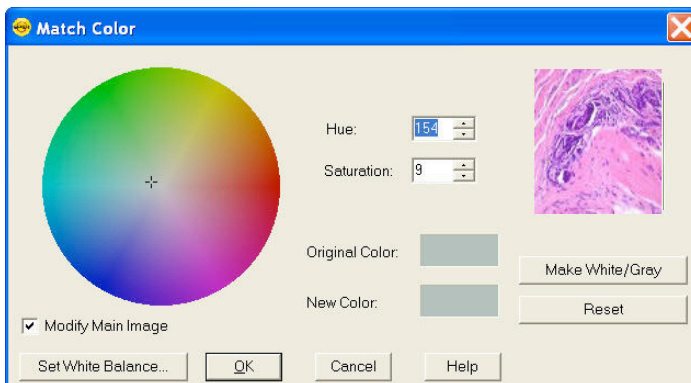 Match Color
Hue: 154
Saturation: 9
Original Color:
Make White/Gray
New Color:
Reset
Modify Main Image
Set White Balance... OK Cancel Help